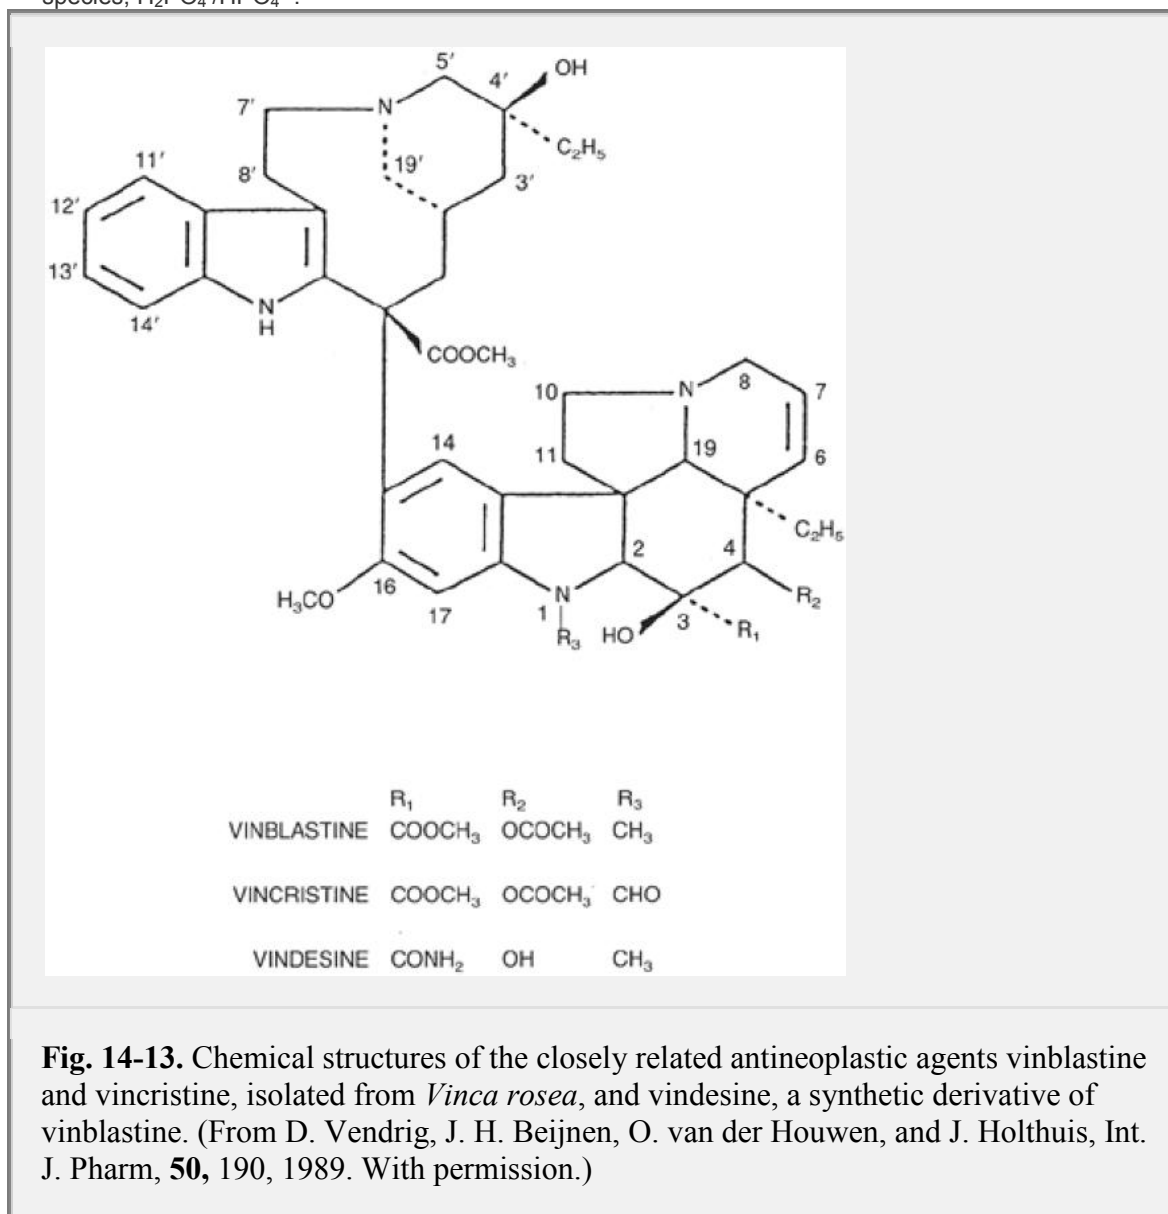 5′
4′
OH
7′
N
C₂H₅
11′
8′
19′
3′
12′
13′
14′
N
H
COOCH₃
10
N
8
7
14
11
19
6
C₂H₅
2
4
H₃CO
16
17
1
N
R₃
HO
3
R₁
R₂
R₁ R₂ R₃
VINBLASTINE COOCH₃ OCOCH₃ CH₃
VINCRISTINE COOCH₃ OCOCH₃ CHO
VINDESINE CONH₂ OH CH₃
Fig. 14-13. Chemical structures of the closely related antineoplastic agents vinblastine
and vincristine, isolated from Vinca rosea, and vindesine, a synthetic derivative of
vinblastine. (From D. Vendrig, J. H. Beijnen, O. van der Houwen, and J. Holthuis, Int.
J. Pharm, 50, 190, 1989. With permission.)